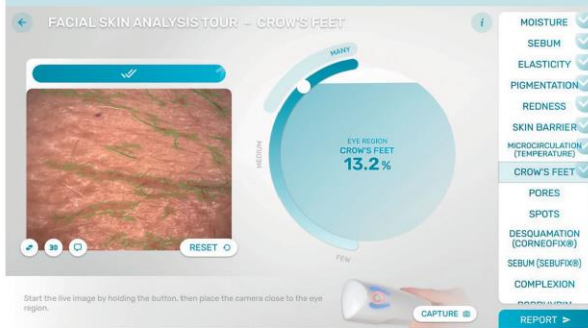 FACIAL SKIN ANALYSIS TOUR - CROW'S FEET
i
MANY
MEDIUM
FEW
EYE REGION
CROW'S FEET
13.2 %
3D
RESET
Start the live image by holding the button, then place the camera close to the eye
region.
CAPTURE
MOISTURE
SEBUM
ELASTICITY
PIGMENTATION
REDNESS
SKIN BARRIER
MICROCIRCULATION
(TEMPERATURE)
CROW'S FEET
PORES
SPOTS
DESQUAMATION
(CORNEOFIX®)
SEBUM (SEBUFIX®)
COMPLEXION
REPORT